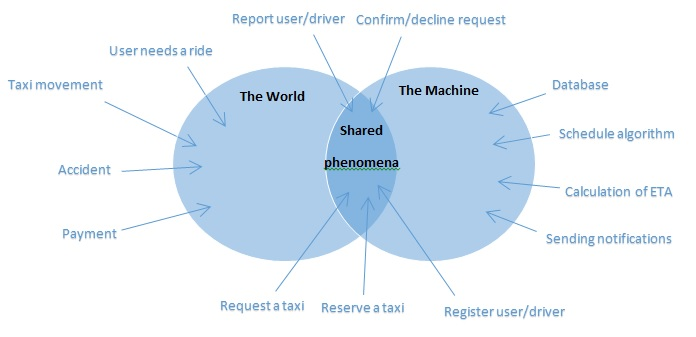 Report user/driver
Confirm/decline request
User needs a ride
Taxi movement
The World
The Machine
Database
Shared
phenomena
Schedule algorithm
Accident
Calculation of ETA
Payment
Sending notifications
Request a taxi
Reserve a taxi
Register user/driver